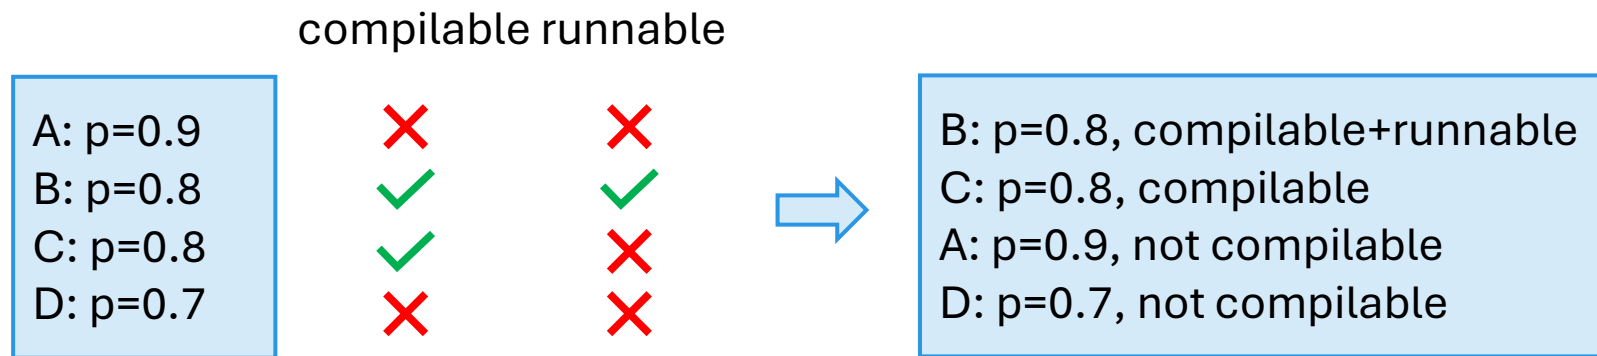 compilable runnable
A: p=0.9
B: p=0.8
C: p=0.8
D: p=0.7
B: p=0.8, compilable+runnable
C: p=0.8, compilable
A: p=0.9, not compilable
D: p=0.7, not compilable